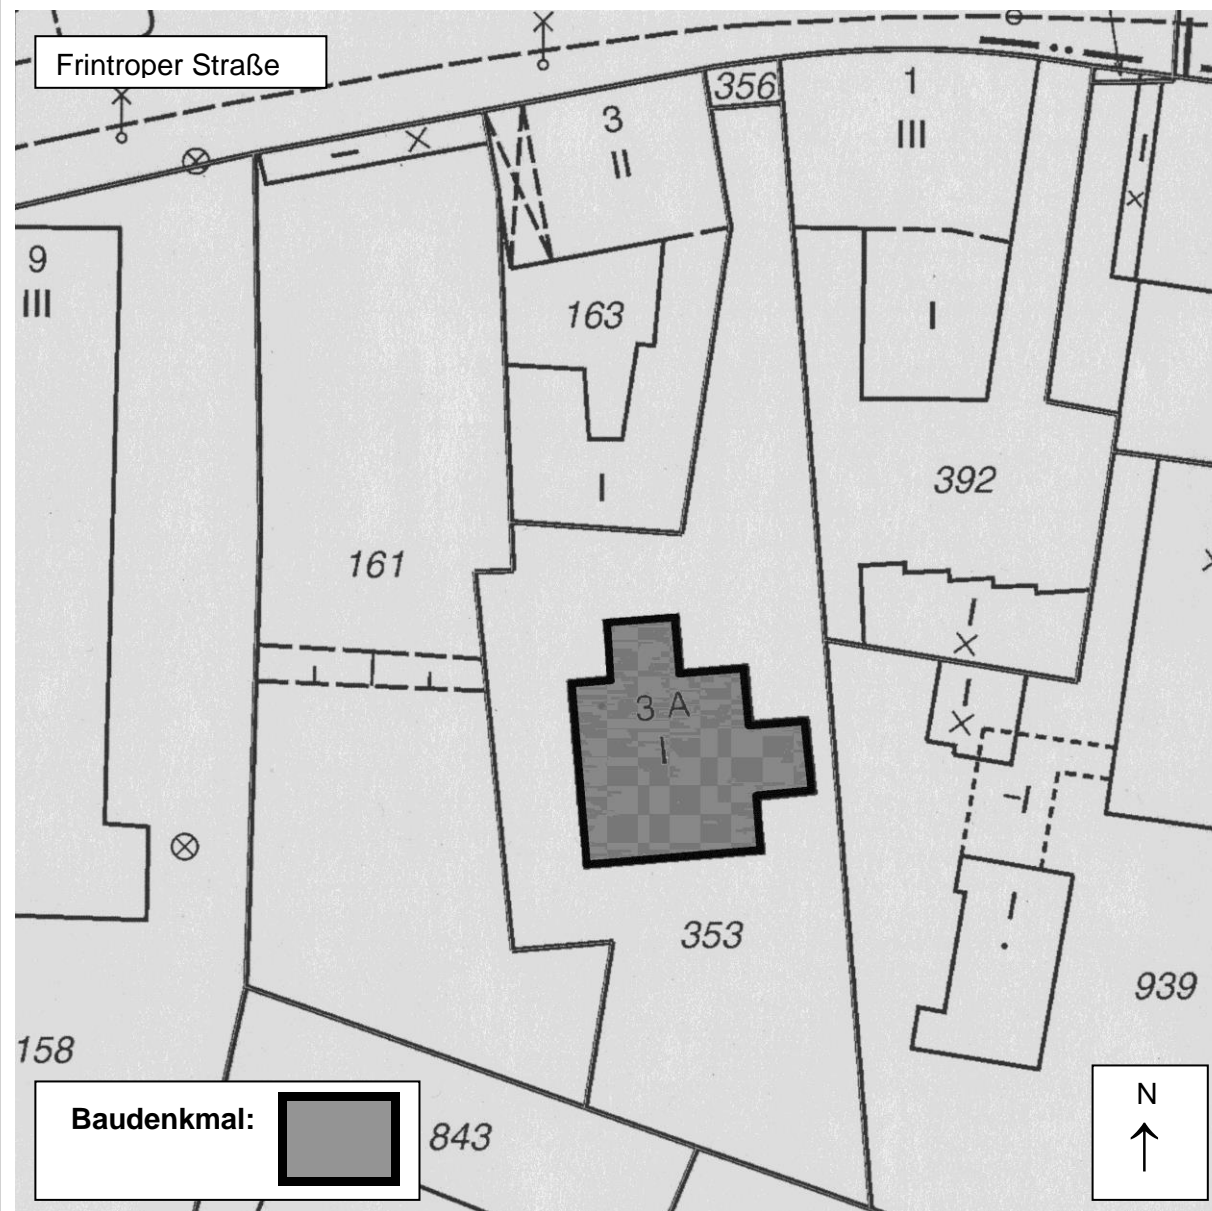 Frintroper Straße
356
1
III
3
II
9
III
163
I
I
392
161
I
3 A
I
I
I
353
939
158
Baudenkmal:
843
N